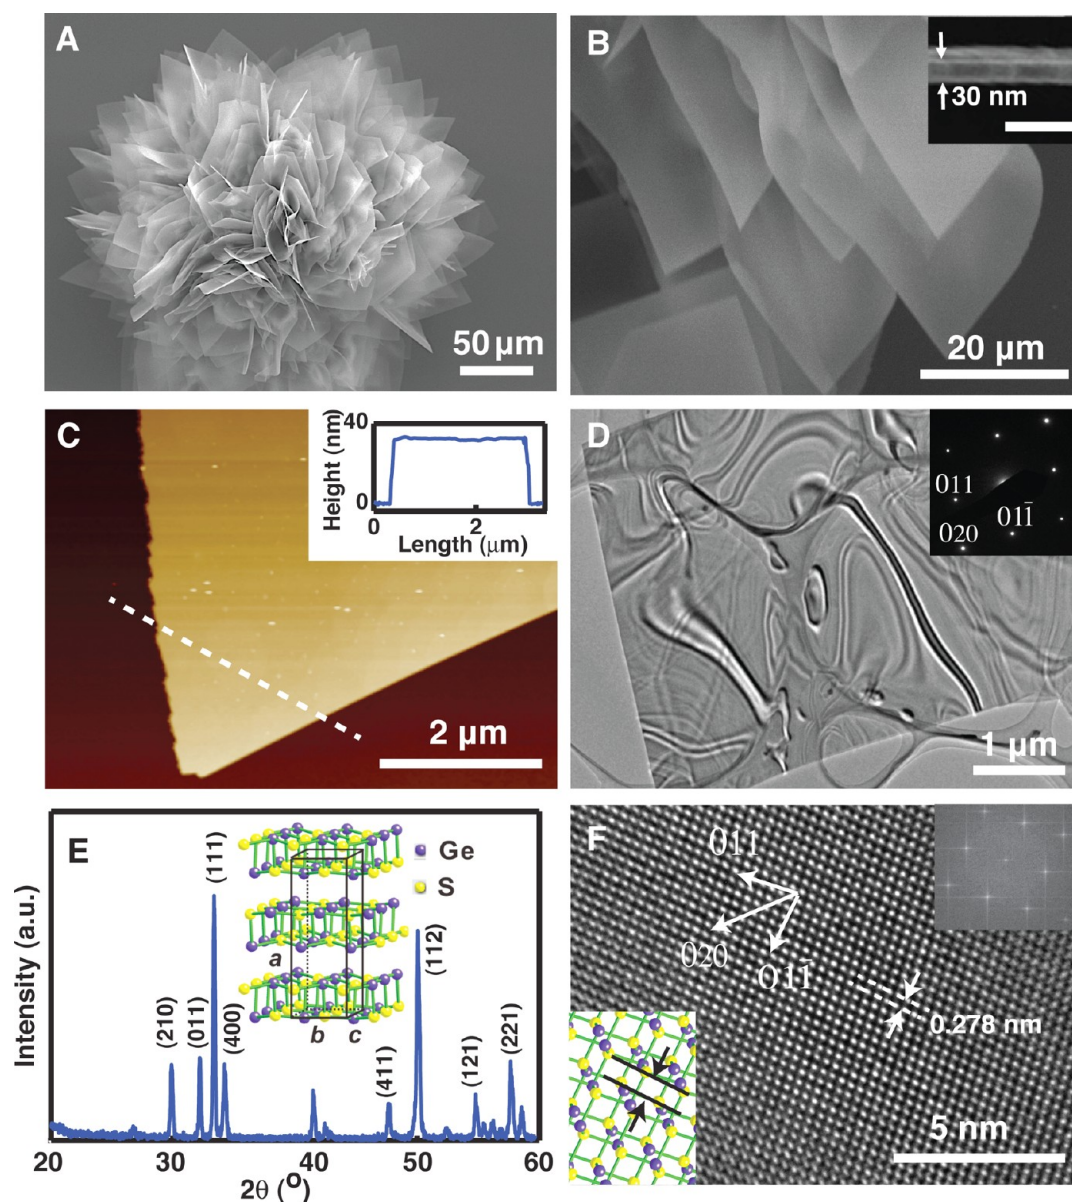 A
50 µm
B
30 nm
20 µm
C
Height (nm)
40
0
0
2
Length (µm)
2 µm
D
011
020
011̅
1 µm
E
Intensity (a.u.)
(210)
(011)
(111)
(400)
(411)
(112)
(121)
(221)
Ge
S
a
b
c
20
30
40
50
60
2θ (°)
F
011
020
011̅
0.278 nm
5 nm